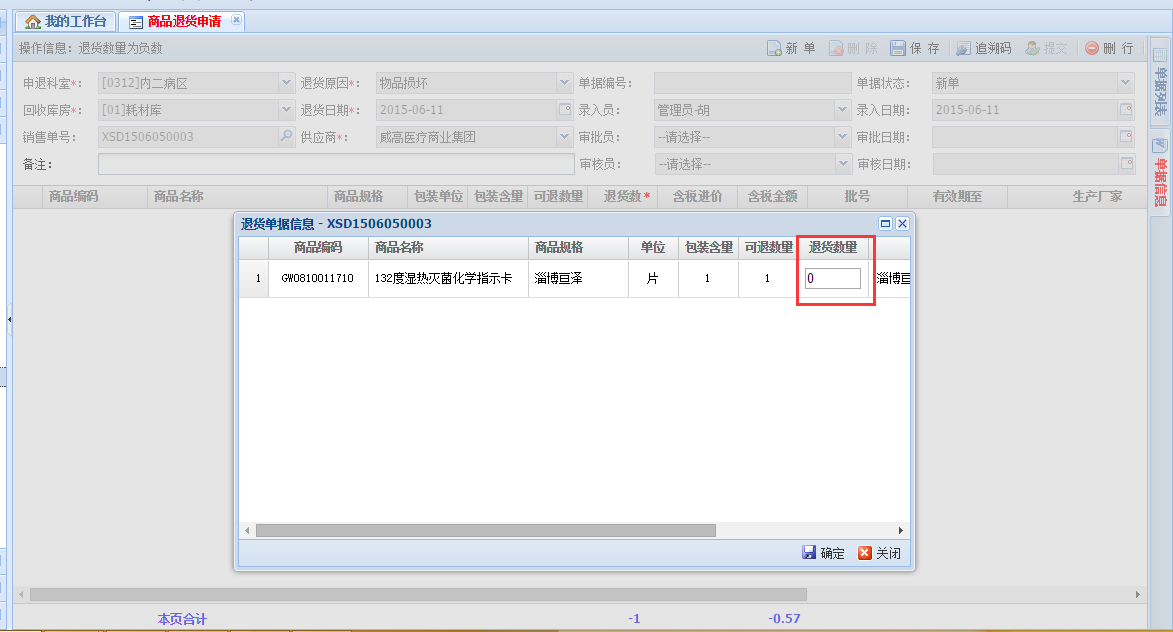 我的工作台 商品退货申请
操作信息：退货数量为负数 新 单 删 除 保 存 追溯码 提交 删 行
申退科室*： [0312]内二病区 退货原因*： 物品损坏 单据编号： 单据状态： 新单
回收库房*： [01]耗材库 退货日期*： 2015-06-11 录入员： 管理员-胡 录入日期： 2015-06-11
销售单号： XSD1506050003 供应商*： 威高医疗商业集团 审批员： --请选择-- 审批日期：
备注： 审核员： --请选择-- 审核日期：
单据列表
单据信息
商品编码 商品名称 商品规格 包装单位 包装含量 可退数量 退货数* 含税进价 含税金额 批号 有效期至 生产厂家
退货单据信息 - XSD1506050003
商品编码 商品名称 商品规格 单位 包装含量 可退数量 退货数量
1 GW0810011710 132度湿热灭菌化学指示卡 淄博亘泽 片 1 1 0 淄博亘
确定 关闭
本页合计 -1 -0.57